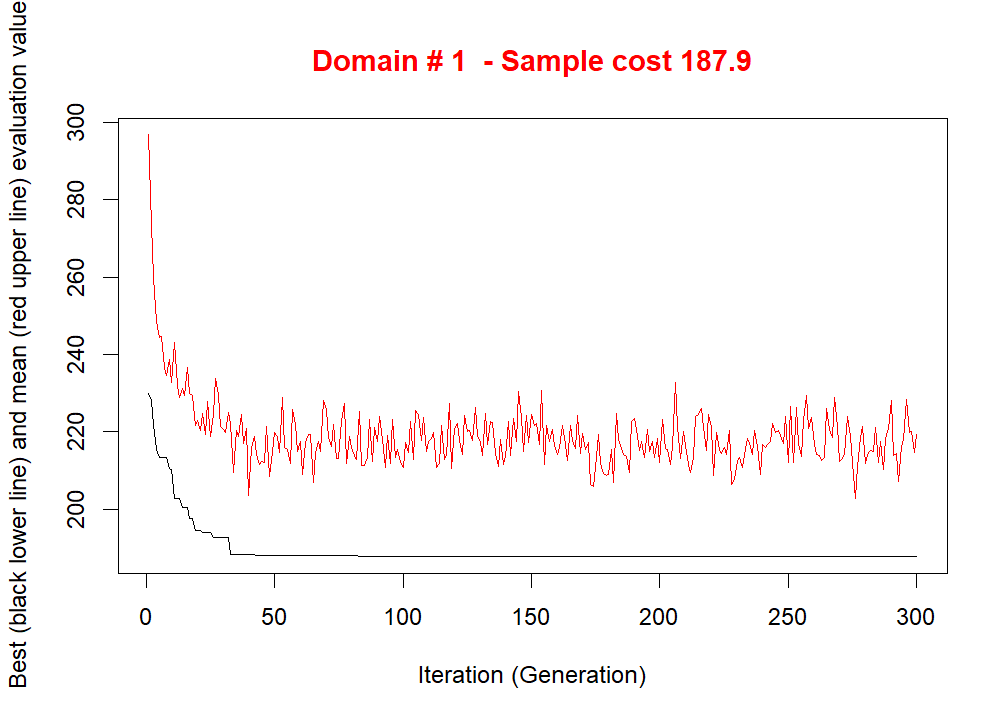 Domain # 1  - Sample cost 187.9
Best (black lower line) and mean (red upper line) evaluation value
300
280
260
240
220
200
0 50 100 150 200 250 300
Iteration (Generation)